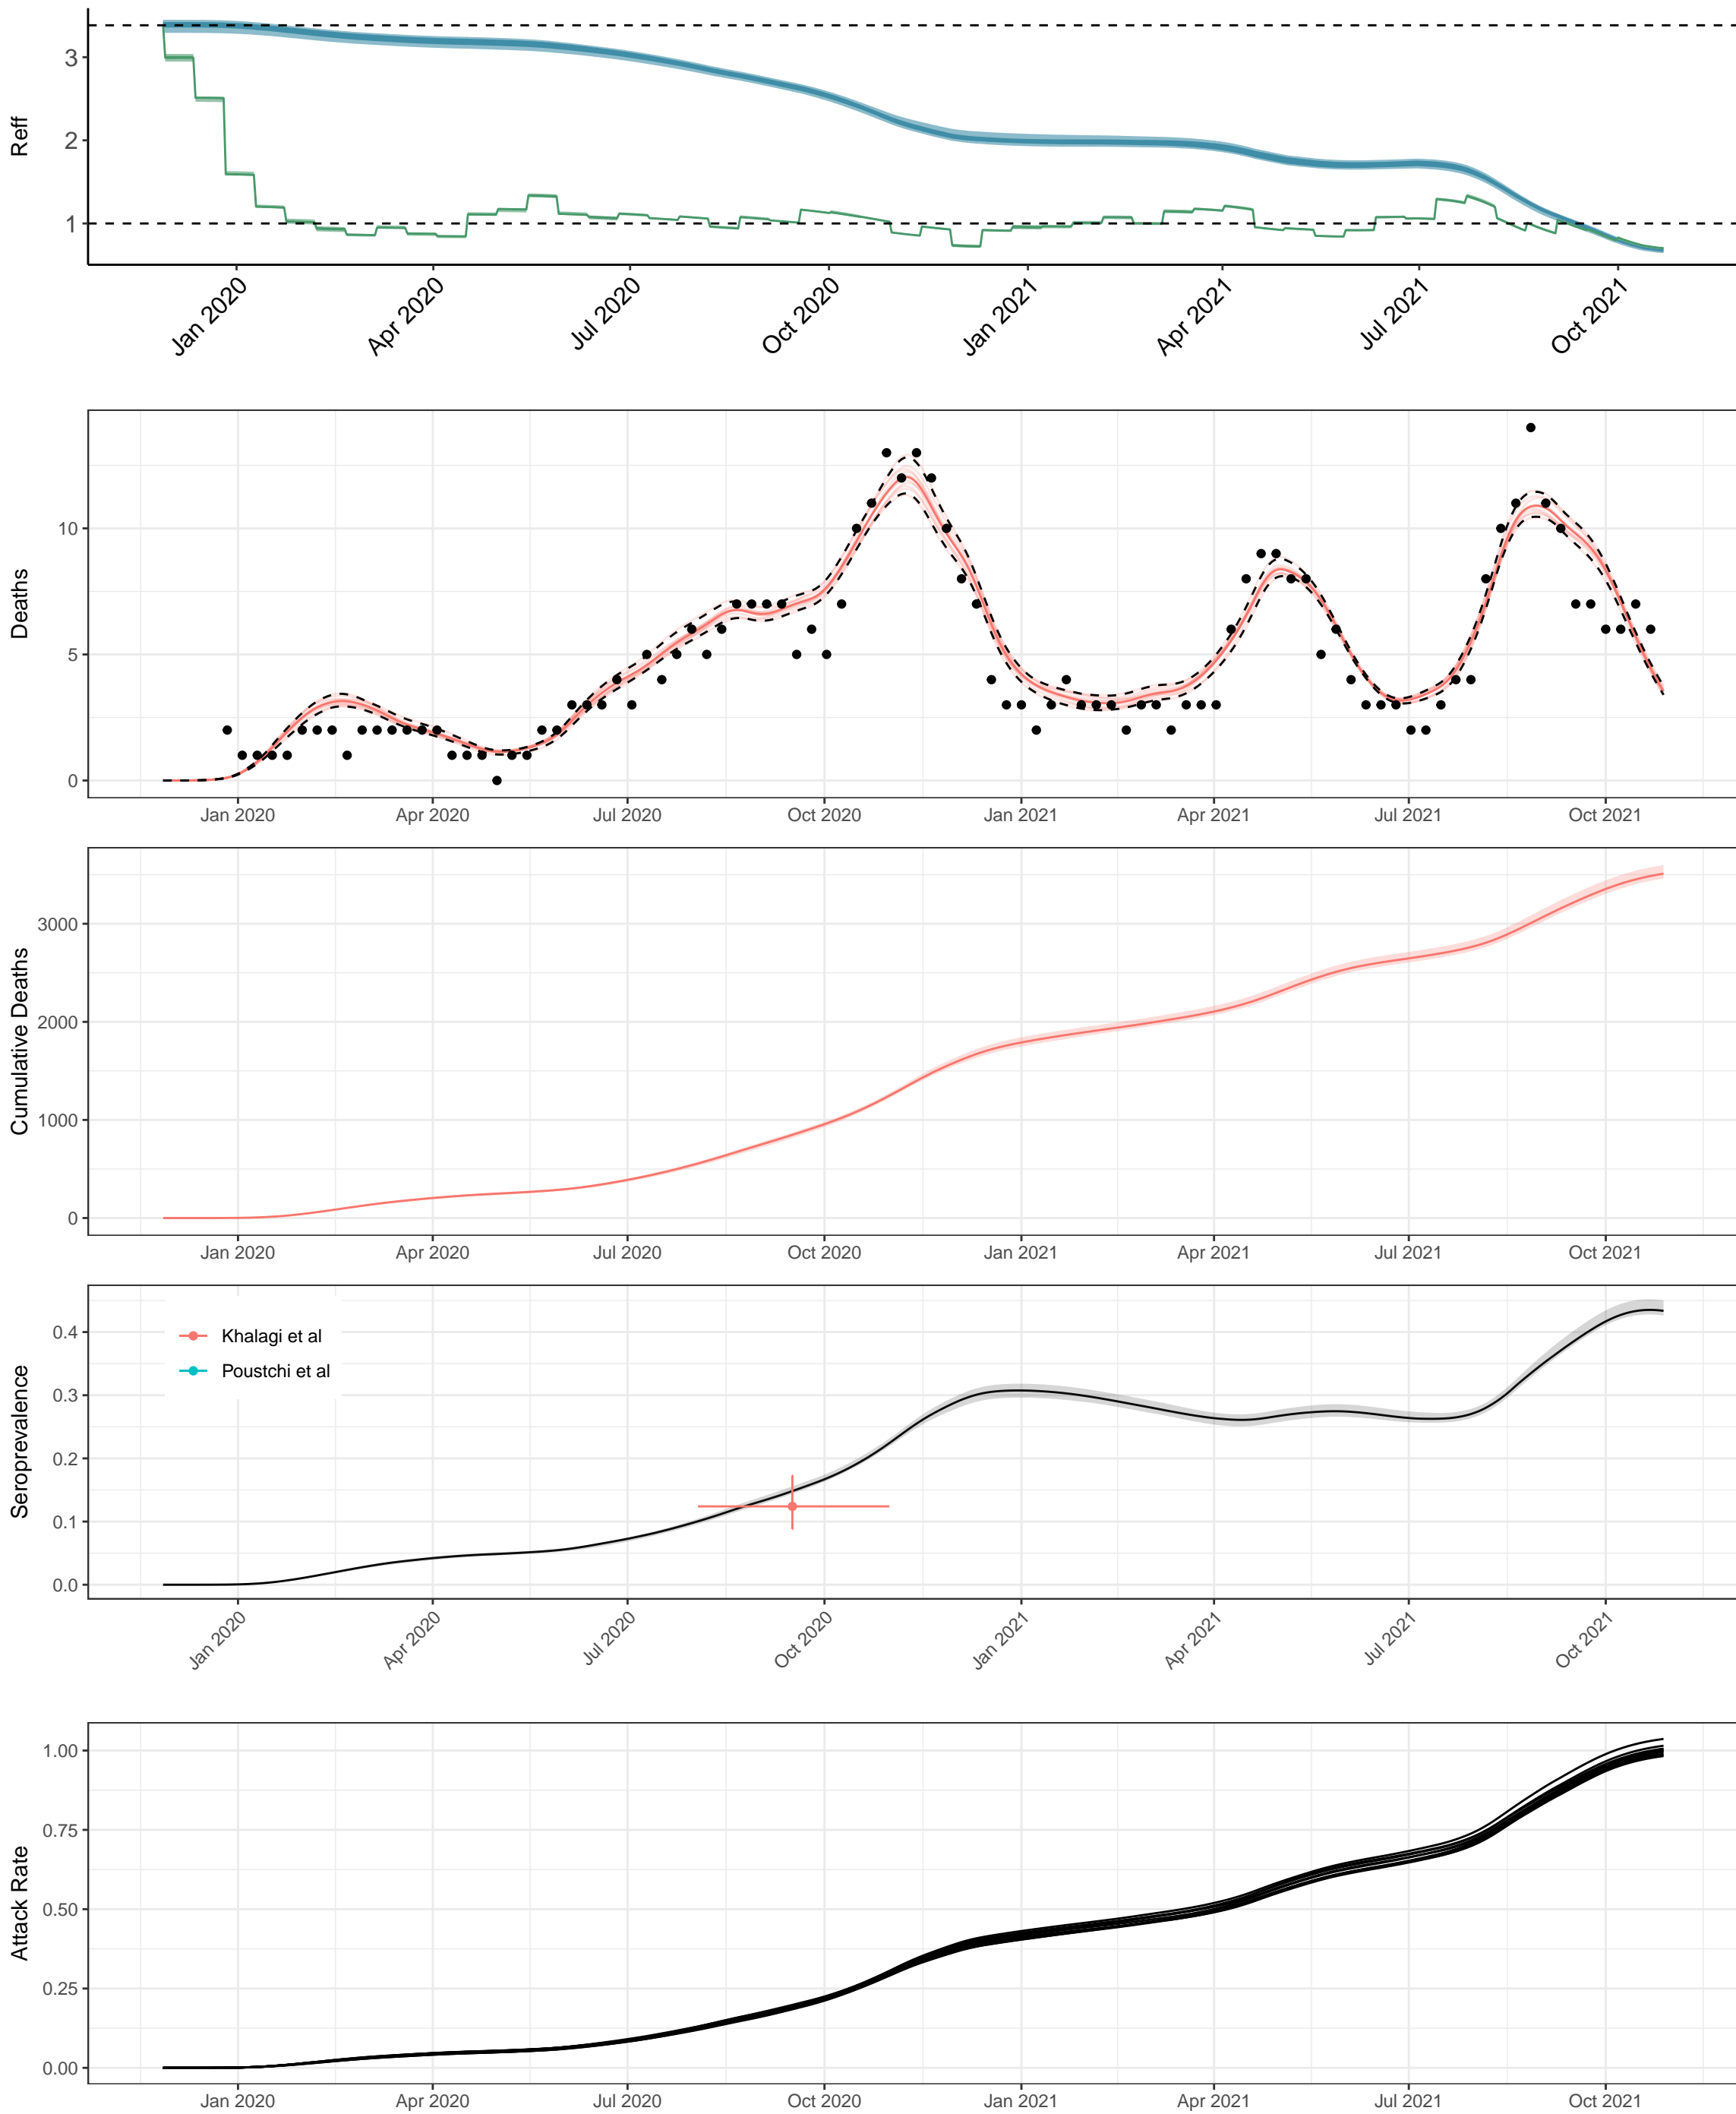 Reff
3
2
1
Jan 2020
Apr 2020
Jul 2020
Oct 2020
Jan 2021
Apr 2021
Jul 2021
Oct 2021
Deaths
10
5
0
Jan 2020
Apr 2020
Jul 2020
Oct 2020
Jan 2021
Apr 2021
Jul 2021
Oct 2021
Cumulative Deaths
3000
2000
1000
0
Jan 2020
Apr 2020
Jul 2020
Oct 2020
Jan 2021
Apr 2021
Jul 2021
Oct 2021
Seroprevalence
0.4
0.3
0.2
0.1
0.0
Khalagi et al
Poustchi et al
Jan 2020
Apr 2020
Jul 2020
Oct 2020
Jan 2021
Apr 2021
Jul 2021
Oct 2021
Attack Rate
1.00
0.75
0.50
0.25
0.00
Jan 2020
Apr 2020
Jul 2020
Oct 2020
Jan 2021
Apr 2021
Jul 2021
Oct 2021